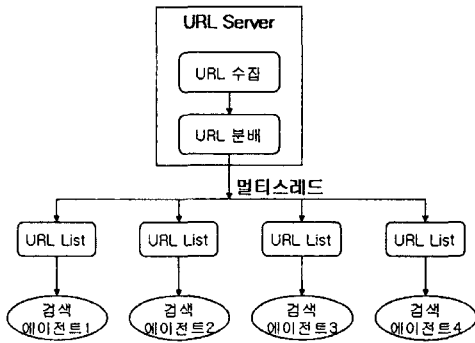 URL Server
URL 수집
URL 분배
멀티스레드
URL List
URL List
URL List
URL List
검색
에이전트1
검색
에이전트2
검색
에이전트3
검색
에이전트4